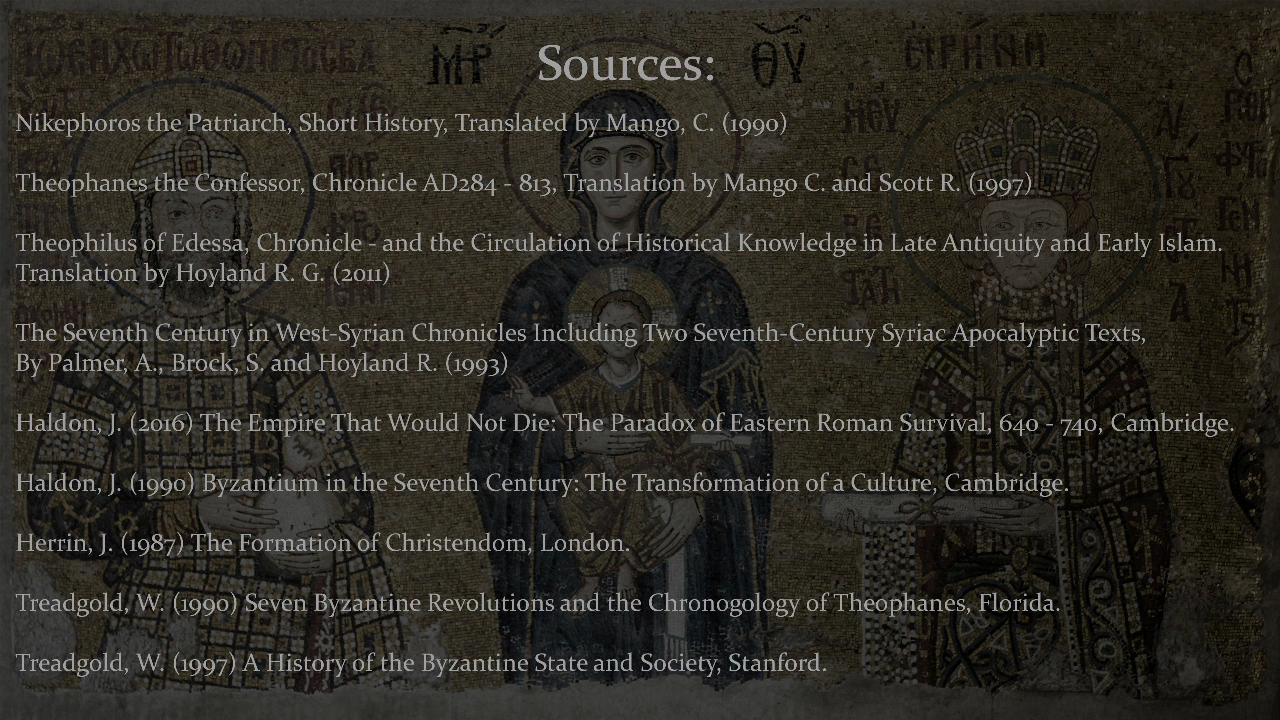 Sources:
ΜΡ ΘΥ
Nikephoros the Patriarch, Short History, Translated by Mango, C. (1990)
Theophanes the Confessor, Chronicle AD284 - 813, Translation by Mango C. and Scott R. (1997)
Theophilus of Edessa, Chronicle - and the Circulation of Historical Knowledge in Late Antiquity and Early Islam.
Translation by Hoyland R. G. (2011)
The Seventh Century in West-Syrian Chronicles Including Two Seventh-Century Syriac Apocalyptic Texts,
By Palmer, A., Brock, S. and Hoyland R. (1993)
Haldon, J. (2016) The Empire That Would Not Die: The Paradox of Eastern Roman Survival, 640 - 740, Cambridge.
Haldon, J. (1990) Byzantium in the Seventh Century: The Transformation of a Culture, Cambridge.
Herrin, J. (1987) The Formation of Christendom, London.
Treadgold, W. (1990) Seven Byzantine Revolutions and the Chronogology of Theophanes, Florida.
Treadgold, W. (1997) A History of the Byzantine State and Society, Stanford.